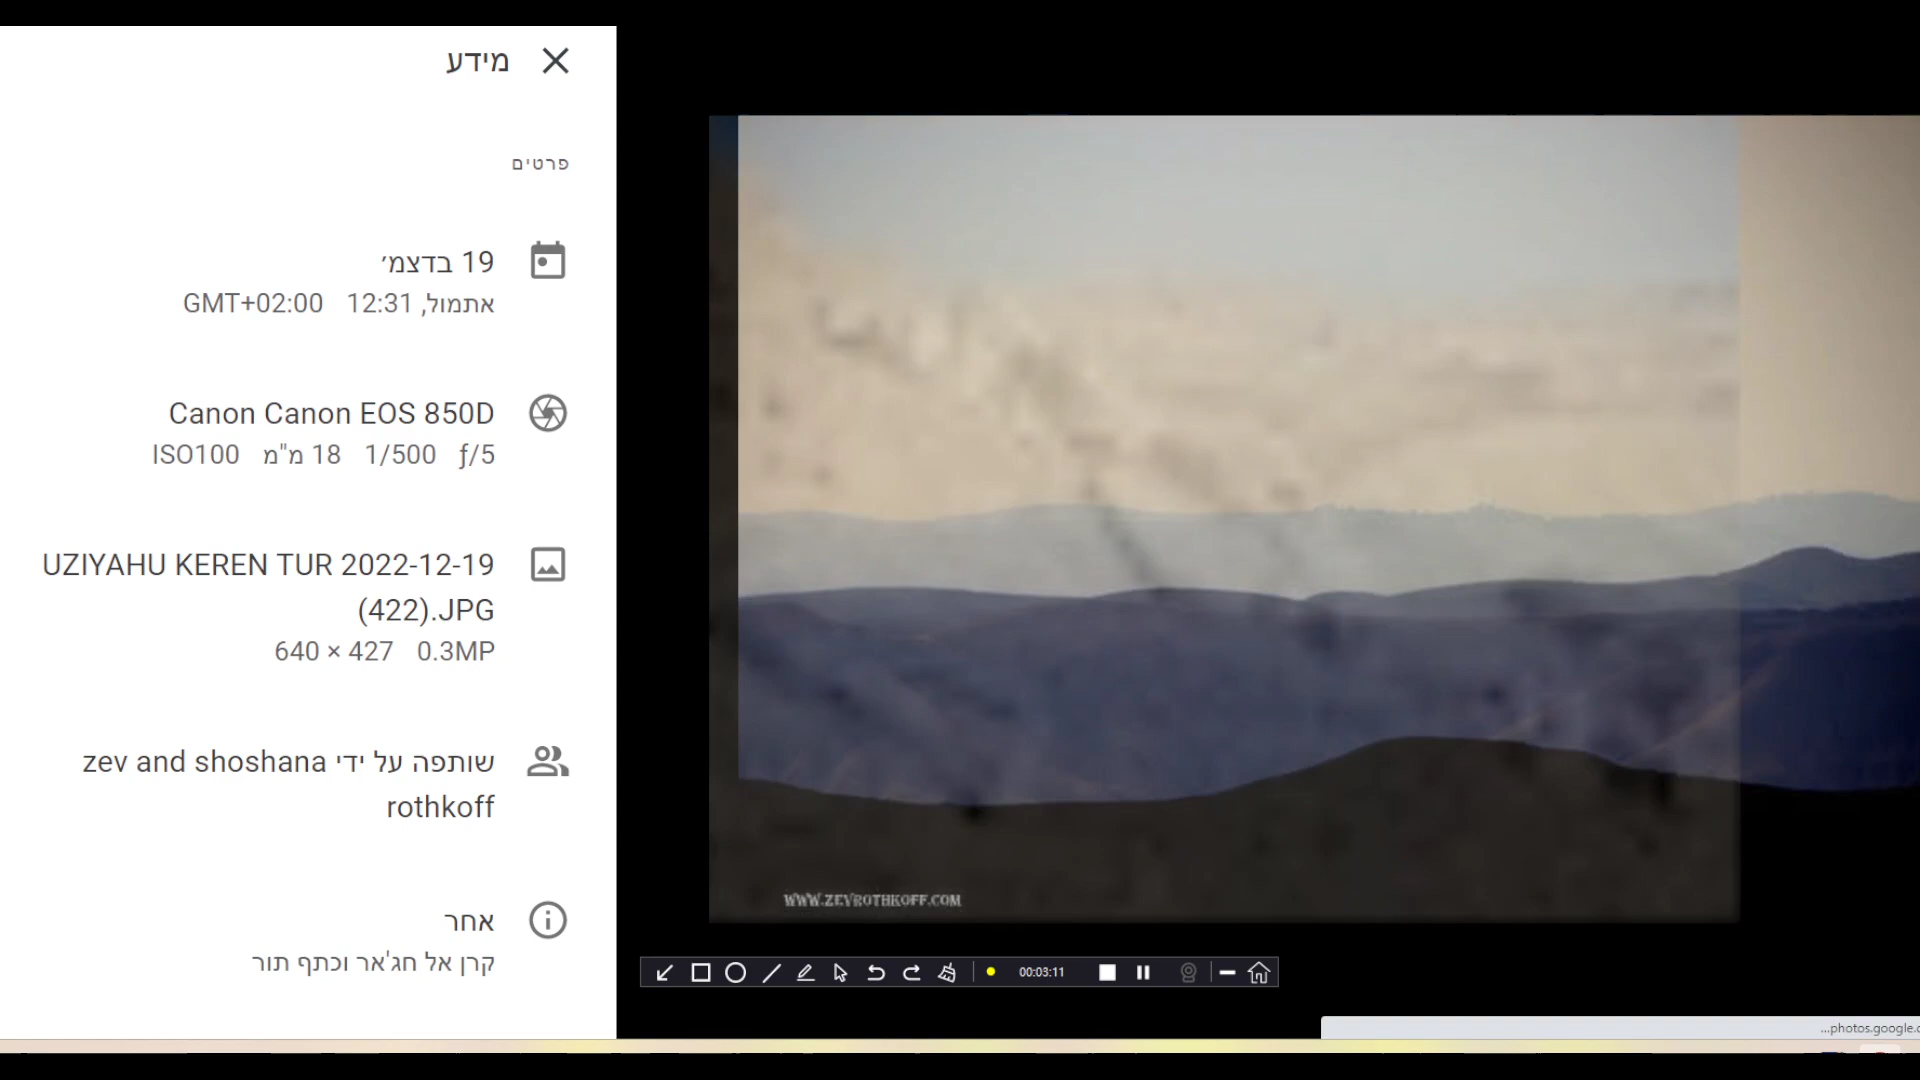 מידע
פרטים
19 בדצמ׳
אתמול, 12:31 GMT+02:00
Canon Canon EOS 850D
ƒ/5 1/500 18 מ"מ ISO100
UZIYAHU KEREN TUR 2022-12-19
(422).JPG
0.3MP 640 × 427
שותפה על ידי zev and shoshana
rothkoff
אחר
קרן אל חג'אר וכתף תור
WWW.ZEVROTHKOFF.COM
00:03:11
...photos.google.c